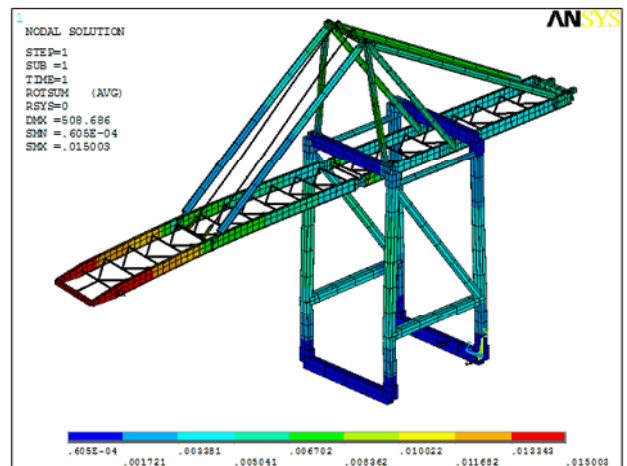 1
ANSYS
NODAL SOLUTION
STEP=1
SUB =1
TIME=1
ROTSUM (AVG)
RSYS=0
DMX =508.686
SMN =.605E-04
SMX =.015003
.605E-04 .003381 .006702 .010022 .013343
.001721 .005041 .008362 .011682 .015003